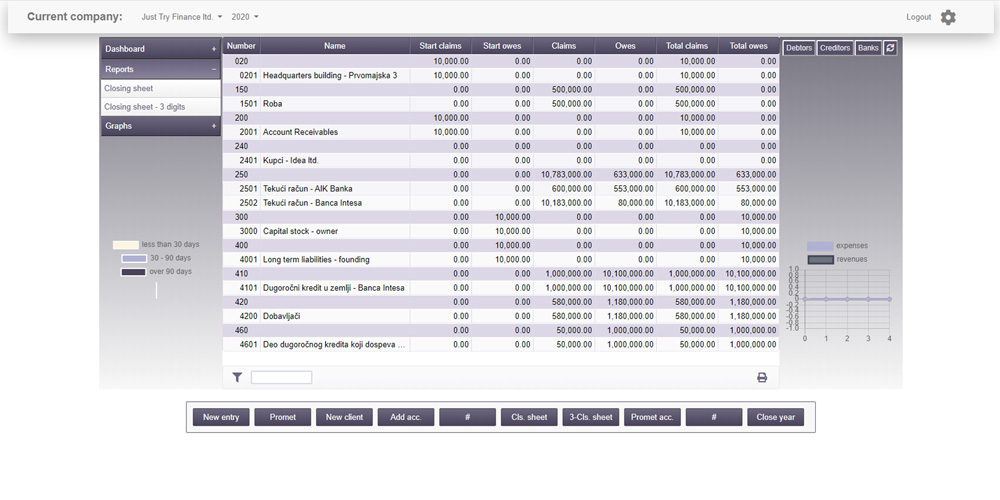 Current company: Just Try Finance ltd. 2020 Logout
Dashboard +
Reports −
Closing sheet
Closing sheet - 3 digits
Graphs +
less than 30 days
30 - 90 days
over 90 days
Number Name Start claims Start owes Claims Owes Total claims Total owes
020 10,000.00 0.00 0.00 0.00 10,000.00 0.00
0201 Headquarters building - Prvomajska 3 10,000.00 0.00 0.00 0.00 10,000.00 0.00
150 0.00 0.00 500,000.00 0.00 500,000.00 0.00
1501 Roba 0.00 0.00 500,000.00 0.00 500,000.00 0.00
200 10,000.00 0.00 0.00 0.00 10,000.00 0.00
2001 Account Receivables 10,000.00 0.00 0.00 0.00 10,000.00 0.00
240 0.00 0.00 0.00 0.00 0.00 0.00
2401 Kupci - Idea ltd. 0.00 0.00 0.00 0.00 0.00 0.00
250 0.00 0.00 10,783,000.00 633,000.00 10,783,000.00 633,000.00
2501 Tekući račun - AIK Banka 0.00 0.00 600,000.00 553,000.00 600,000.00 553,000.00
2502 Tekući račun - Banca Intesa 0.00 0.00 10,183,000.00 80,000.00 10,183,000.00 80,000.00
300 0.00 10,000.00 0.00 0.00 0.00 10,000.00
3000 Capital stock - owner 0.00 10,000.00 0.00 0.00 0.00 10,000.00
400 0.00 10,000.00 0.00 0.00 0.00 10,000.00
4001 Long term liabilities - founding 0.00 10,000.00 0.00 0.00 0.00 10,000.00
410 0.00 0.00 1,000,000.00 10,100,000.00 1,000,000.00 10,100,000.00
4101 Dugoročni kredit u zemlji - Banca Intesa 0.00 0.00 1,000,000.00 10,100,000.00 1,000,000.00 10,100,000.00
420 0.00 0.00 580,000.00 1,180,000.00 580,000.00 1,180,000.00
4200 Dobavljači 0.00 0.00 580,000.00 1,180,000.00 580,000.00 1,180,000.00
460 0.00 0.00 50,000.00 1,000,000.00 50,000.00 1,000,000.00
4601 Deo dugoročnog kredita koji dospeva ... 0.00 0.00 50,000.00 1,000,000.00 50,000.00 1,000,000.00
Debtors Creditors Banks
expenses
revenues
1.0
0.8
0.6
0.4
0.2
0
-0.2
-0.4
-0.6
-0.8
-1.0
0 1 2 3 4
New entry Promet New client Add acc. # Cls. sheet 3-Cls. sheet Promet acc. # Close year